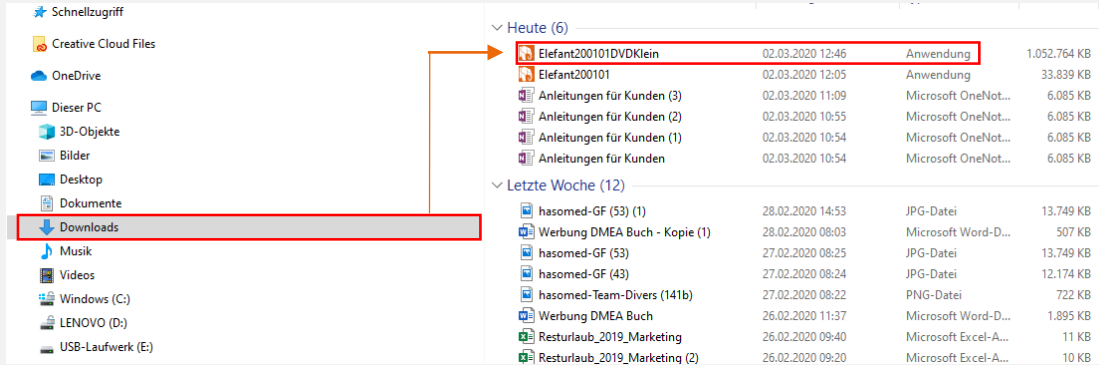 Schnellzugriff
Creative Cloud Files
OneDrive
Dieser PC
3D-Objekte
Bilder
Desktop
Dokumente
Downloads
Musik
Videos
Windows (C:)
LENOVO (D:)
USB-Laufwerk (E:)
Heute (6)
Elefant200101DVDKlein 02.03.2020 12:46 Anwendung 1.052.764 KB
Elefant200101 02.03.2020 12:05 Anwendung 33.839 KB
Anleitungen für Kunden (3) 02.03.2020 11:09 Microsoft OneNot... 6.085 KB
Anleitungen für Kunden (2) 02.03.2020 10:55 Microsoft OneNot... 6.085 KB
Anleitungen für Kunden (1) 02.03.2020 10:54 Microsoft OneNot... 6.085 KB
Anleitungen für Kunden 02.03.2020 10:54 Microsoft OneNot... 6.085 KB
Letzte Woche (12)
hasomed-GF (53) (1) 28.02.2020 14:53 JPG-Datei 13.749 KB
Werbung DMEA Buch - Kopie (1) 28.02.2020 08:03 Microsoft Word-D... 507 KB
hasomed-GF (53) 27.02.2020 08:25 JPG-Datei 13.749 KB
hasomed-GF (43) 27.02.2020 08:24 JPG-Datei 12.174 KB
hasomed-Team-Divers (141b) 27.02.2020 08:22 PNG-Datei 722 KB
Werbung DMEA Buch 26.02.2020 11:37 Microsoft Word-D... 1.895 KB
Resturlaub_2019_Marketing 26.02.2020 09:40 Microsoft Excel-A... 11 KB
Resturlaub_2019_Marketing (2) 26.02.2020 09:20 Microsoft Excel-A... 10 KB